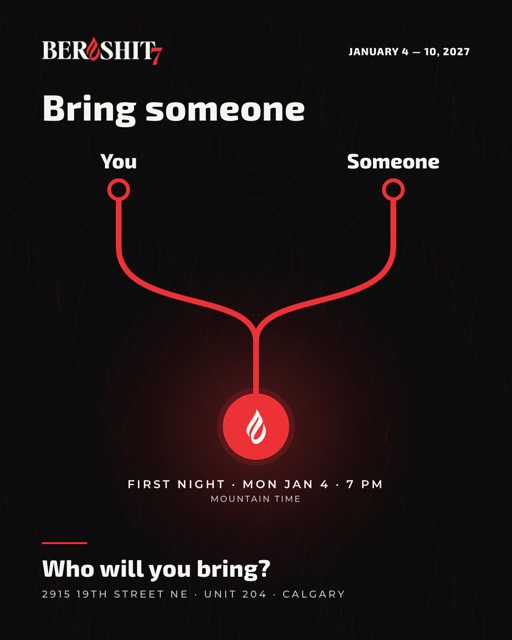 BERSHIT7
JANUARY 4 — 10, 2027
Bring someone
You
Someone
FIRST NIGHT · MON JAN 4 · 7 PM
MOUNTAIN TIME
Who will you bring?
2915 19TH STREET NE · UNIT 204 · CALGARY